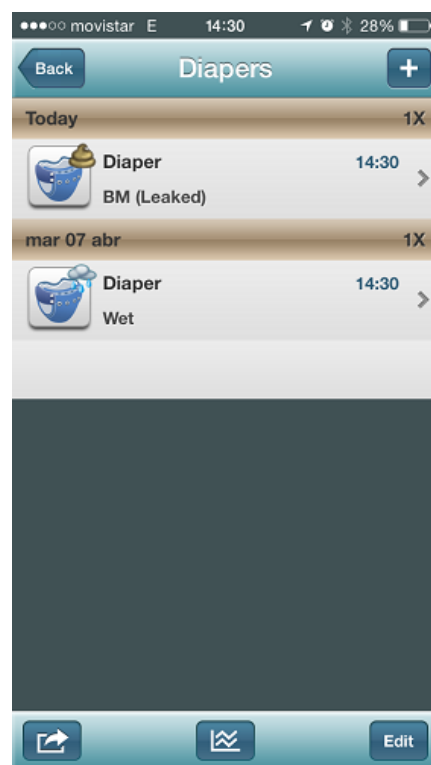 movistar E 14:30 28%
Back Diapers +
Today 1X
Diaper 14:30
BM (Leaked)
mar 07 abr 1X
Diaper 14:30
Wet
Edit